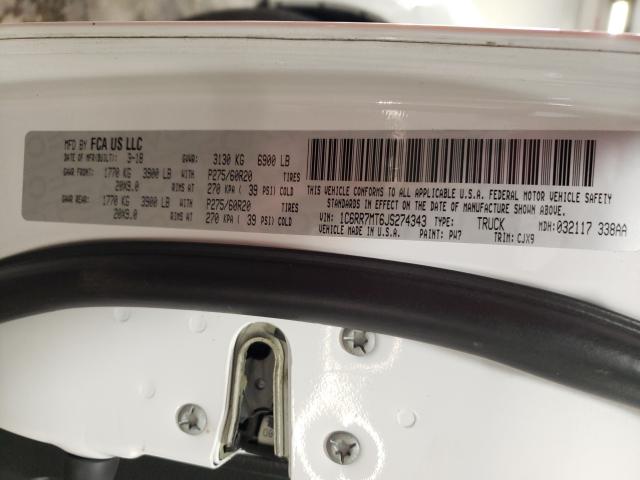 MFD BY FCA US LLC
DATE OF MFR(BUILT): 3-18 GVWR: 3130 KG 6900 LB
GAWR FRONT: 1770 KG 3900 LB WITH P275/60R20 TIRES
20X9.0 RIMS AT 270 KPA ( 39 PSI) COLD
GAWR REAR: 1770 KG 3900 LB WITH P275/60R20 TIRES
20X9.0 RIMS AT 270 KPA ( 39 PSI) COLD
THIS VEHICLE CONFORMS TO ALL APPLICABLE U.S.A. FEDERAL MOTOR VEHICLE SAFETY
STANDARDS IN EFFECT ON THE DATE OF MANUFACTURE SHOWN ABOVE.
VIN: 1C6RR7MT6JS274343 TYPE: TRUCK MDH: 032117 338AA
VEHICLE MADE IN U.S.A. PAINT: PW7 TRIM: CJX9